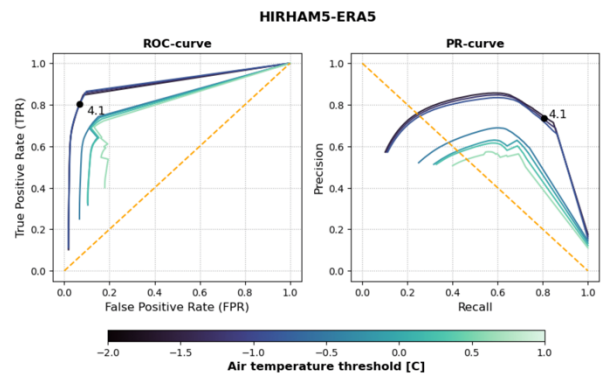 HIRHAM5-ERA5
ROC-curve
PR-curve
True Positive Rate (TPR)
1.0
0.8
0.6
0.4
0.2
0.0
4.1
0.0 0.2 0.4 0.6 0.8 1.0
False Positive Rate (FPR)
Precision
1.0
0.8
0.6
0.4
0.2
0.0
4.1
0.0 0.2 0.4 0.6 0.8 1.0
Recall
−2.0 −1.5 −1.0 −0.5 0.0 0.5 1.0
Air temperature threshold [C]